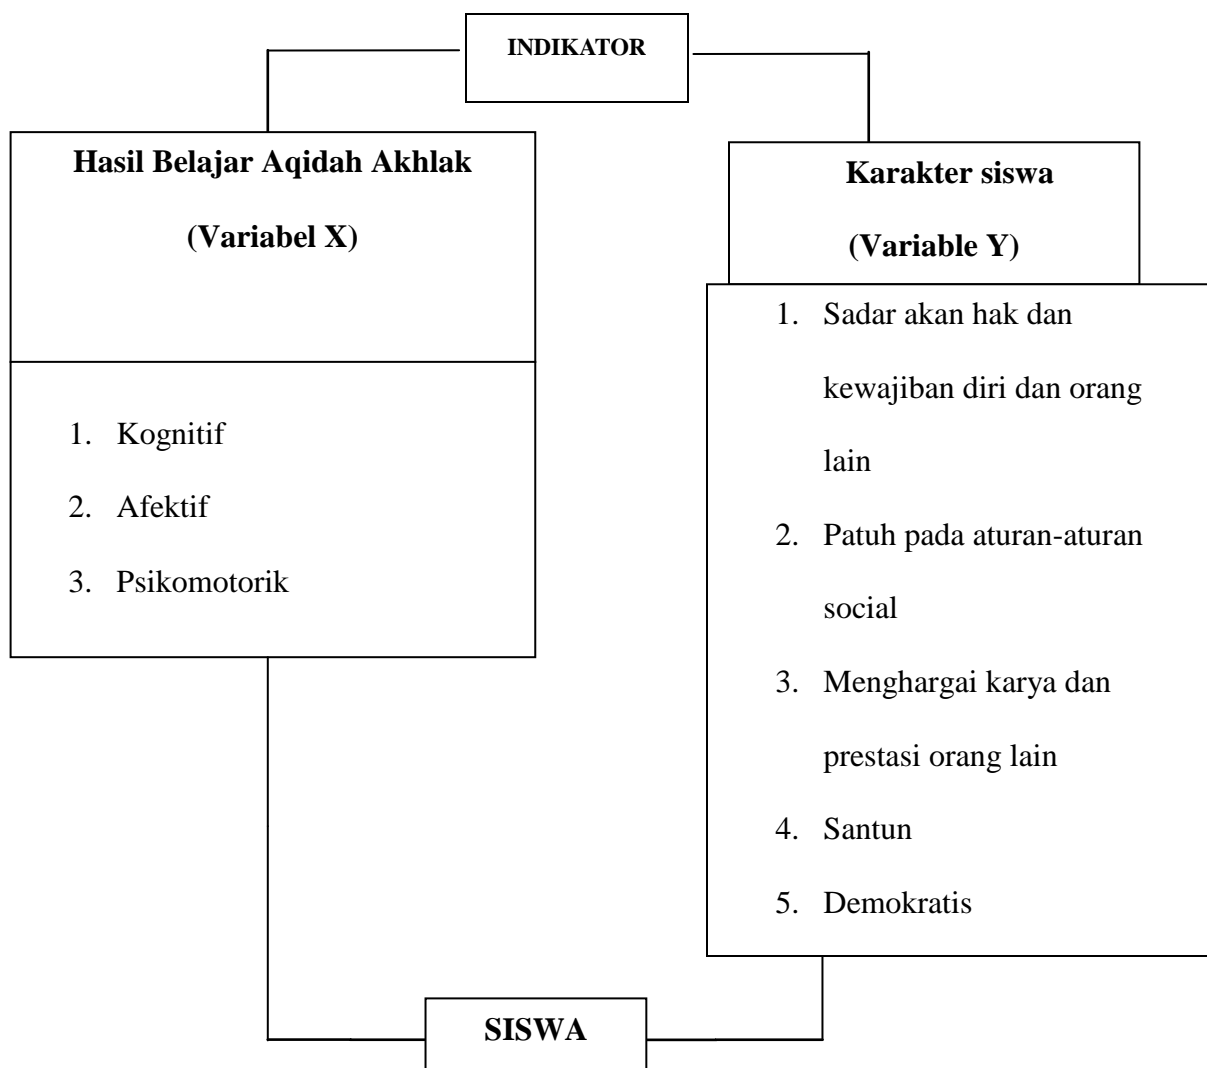 INDIKATOR
Hasil Belajar Aqidah Akhlak
(Variabel X)
1. Kognitif
2. Afektif
3. Psikomotorik
Karakter siswa
(Variable Y)
1. Sadar akan hak dan
kewajiban diri dan orang
lain
2. Patuh pada aturan-aturan
social
3. Menghargai karya dan
prestasi orang lain
4. Santun
5. Demokratis
SISWA